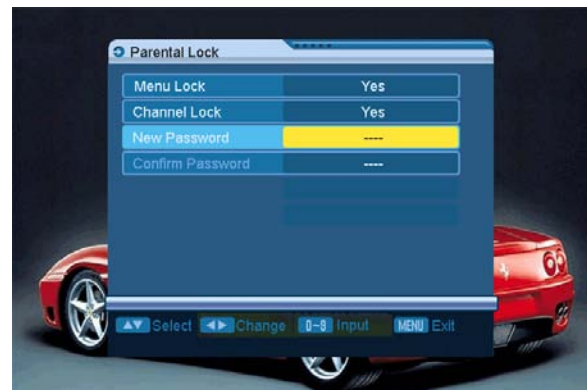 Parental Lock
Menu Lock Yes
Channel Lock Yes
New Password ----
Confirm Password ----
Select Change 0-9 Input MENU Exit